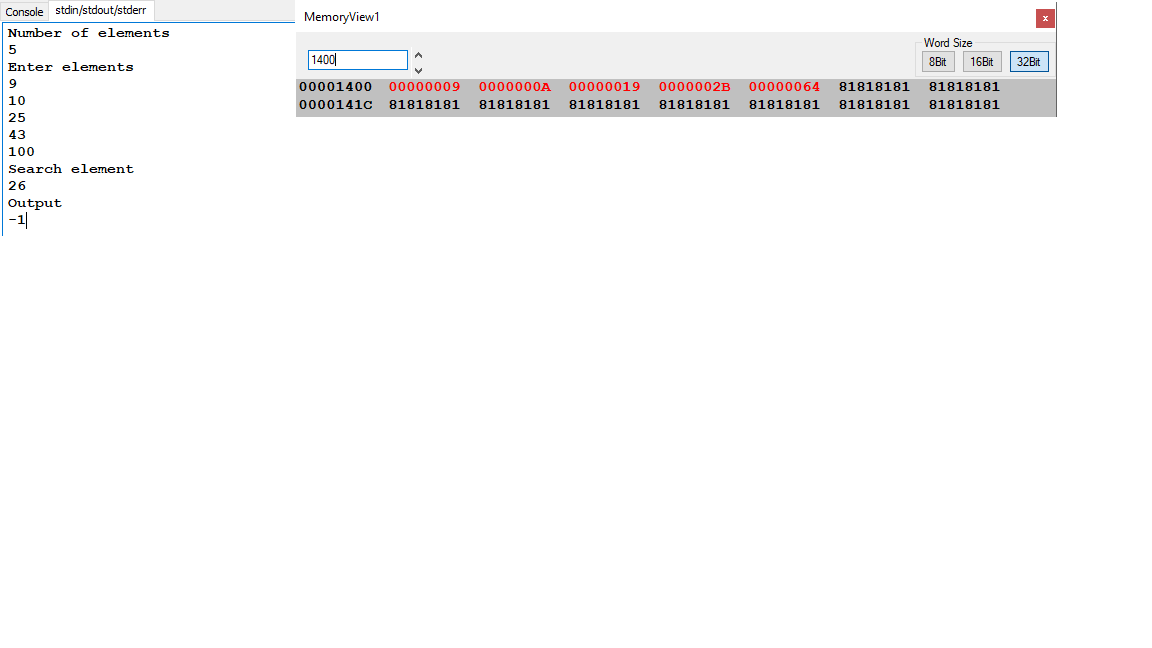 Console stdin/stdout/stderr
Number of elements
5
Enter elements
9
10
25
43
100
Search element
26
Output
-1
MemoryView1
x
1400
Word Size
8Bit 16Bit 32Bit
00001400 00000009 0000000A 00000019 0000002B 00000064 81818181 81818181
0000141C 81818181 81818181 81818181 81818181 81818181 81818181 81818181